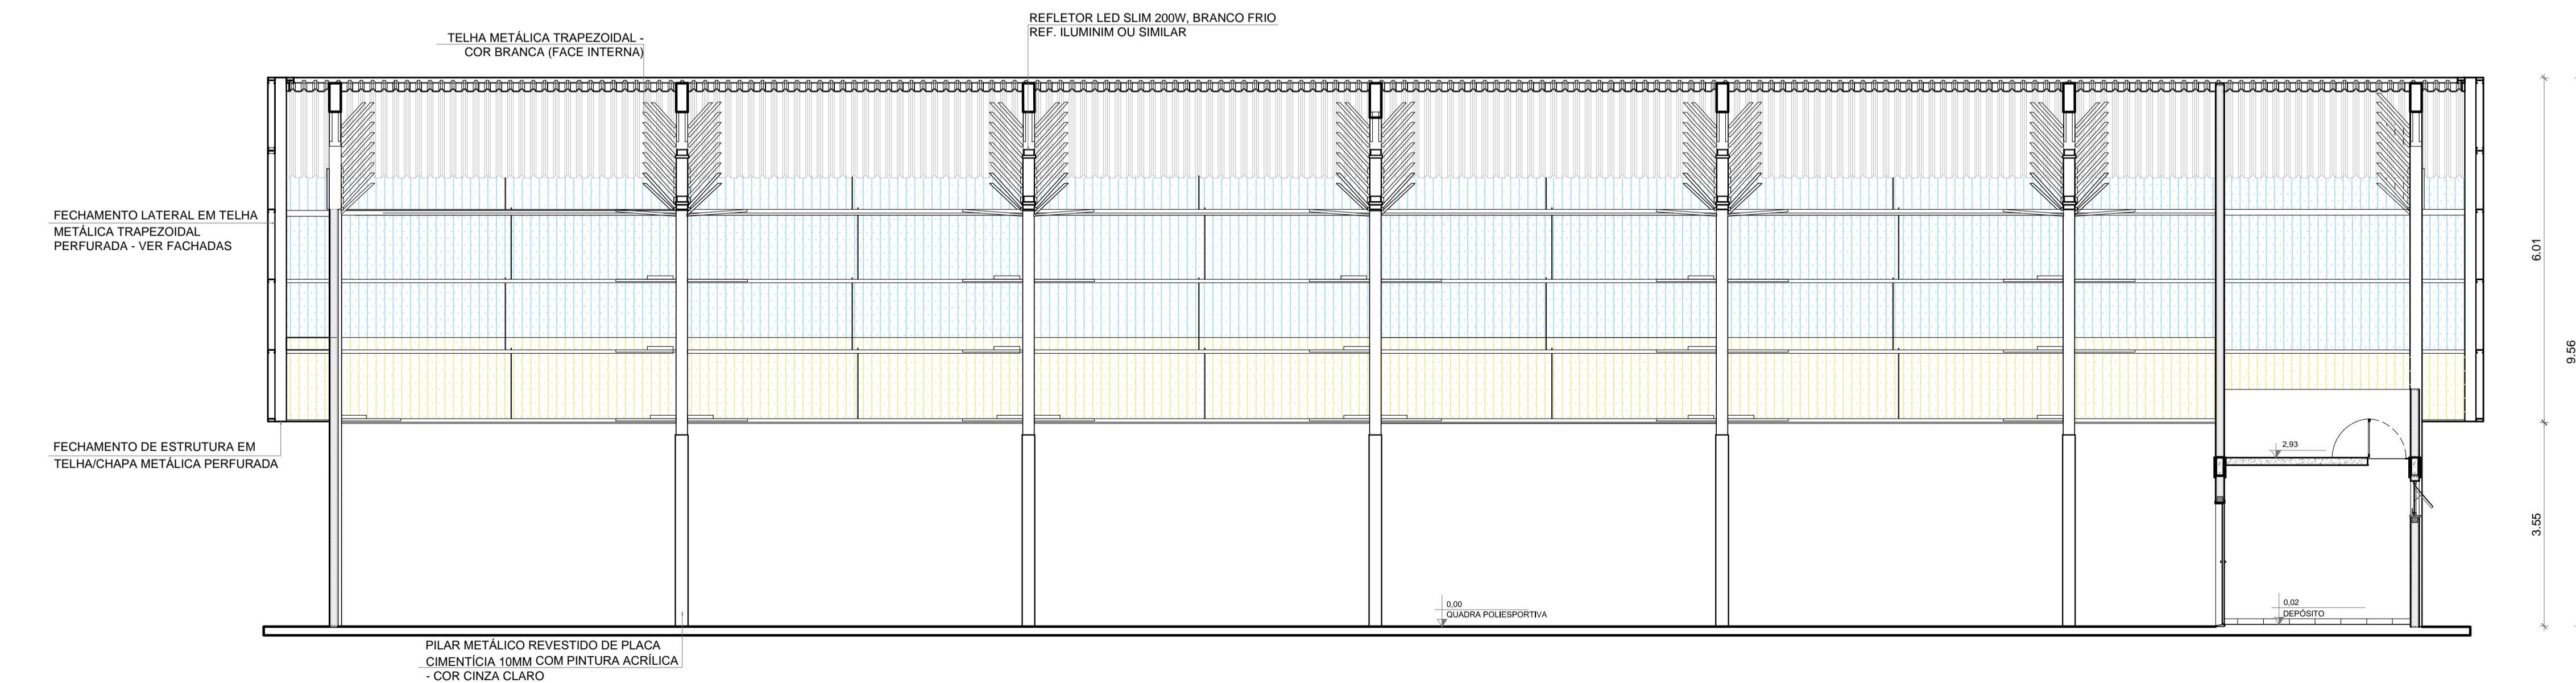 REFLETOR LED SLIM 200W, BRANCO FRIO
REF. ILUMINIM OU SIMILAR
TELHA METÁLICA TRAPEZOIDAL -
COR BRANCA (FACE INTERNA)
FECHAMENTO LATERAL EM TELHA
METÁLICA TRAPEZOIDAL
PERFURADA - VER FACHADAS
6.01
9.56
FECHAMENTO DE ESTRUTURA EM
TELHA/CHAPA METÁLICA PERFURADA
2,93
3.55
0,00
QUADRA POLIESPORTIVA
0,02
DEPÓSITO
PILAR METÁLICO REVESTIDO DE PLACA
CIMENTÍCIA 10MM COM PINTURA ACRÍLICA
- COR CINZA CLARO